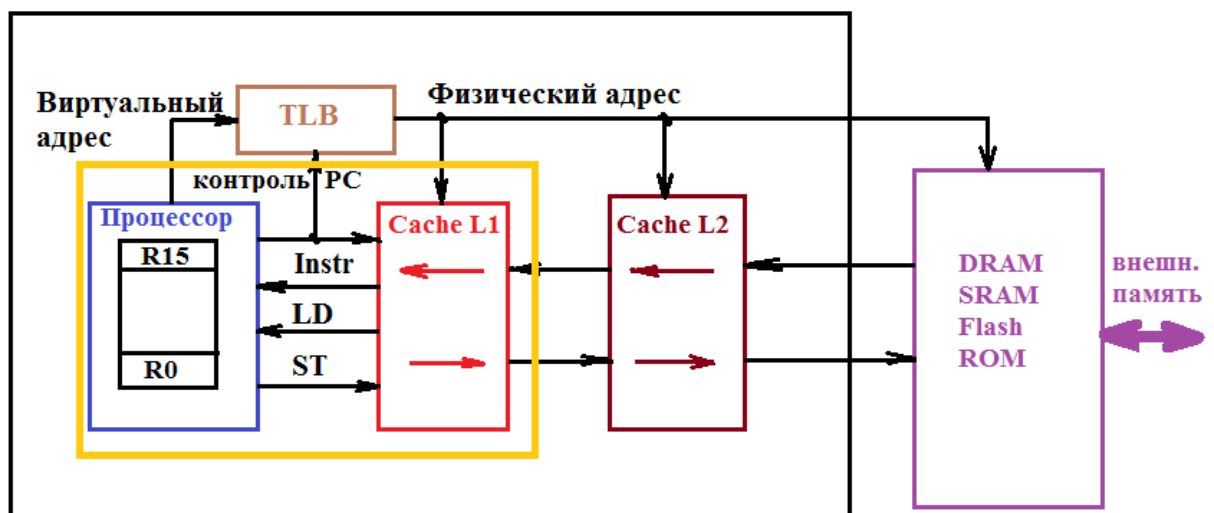 Виртуальный
адрес
TLB
Физический адрес
контроль PC
Процессор
R15
R0
Instr
LD
ST
Cache L1
Cache L2
DRAM
SRAM
Flash
ROM
внешн.
память